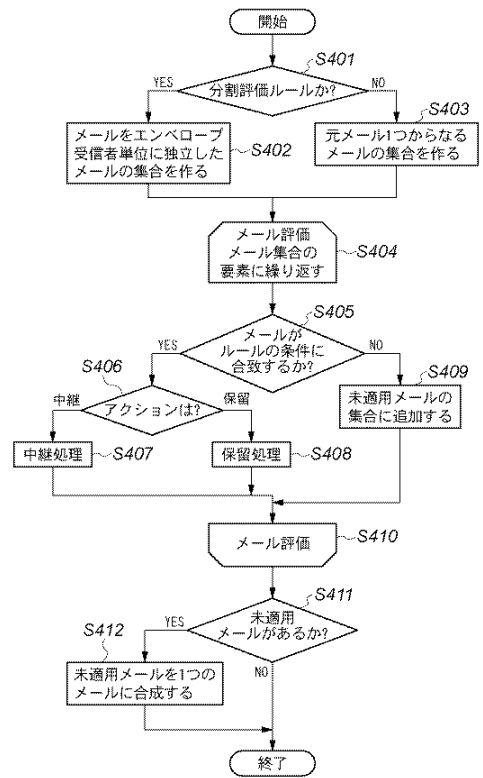 開始
S401
分割評価ルールか?
YES
NO
メールをエンベロープ
受信者単位に独立した
メールの集合を作る
S402
S403
元メール1つからなる
メールの集合を作る
メール評価
メール集合の
要素に繰り返す
S404
S405
メールが
ルールの条件に
合致するか?
YES
NO
S406
アクションは?
中継
保留
S409
未適用メールの
集合に追加する
中継処理
S407
保留処理
S408
メール評価
S410
S411
未適用
メールがあるか?
YES
NO
S412
未適用メールを1つの
メールに合成する
終了